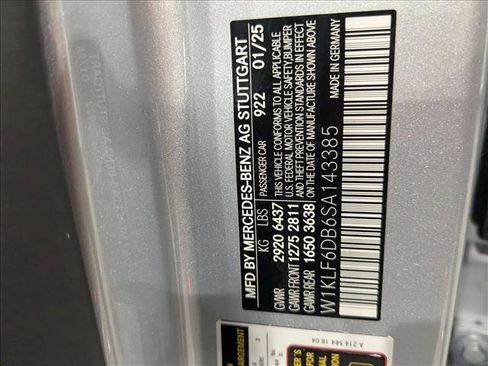 MFD BY MERCEDES-BENZ AG STUTTGART
PASSENGER CAR 922 01/25
KG LBS
GVWR 2920 6437
GAWR FRONT 1275 2811
GAWR REAR 1650 3638
THIS VEHICLE CONFORMS TO ALL APPLICABLE
U.S. FEDERAL MOTOR VEHICLE SAFETY, BUMPER
AND THEFT PREVENTION STANDARDS IN EFFECT
ON THE DATE OF MANUFACTURE SHOWN ABOVE
W1KLF6DB6SA143385 MADE IN GERMANY
A 214 584 18 04